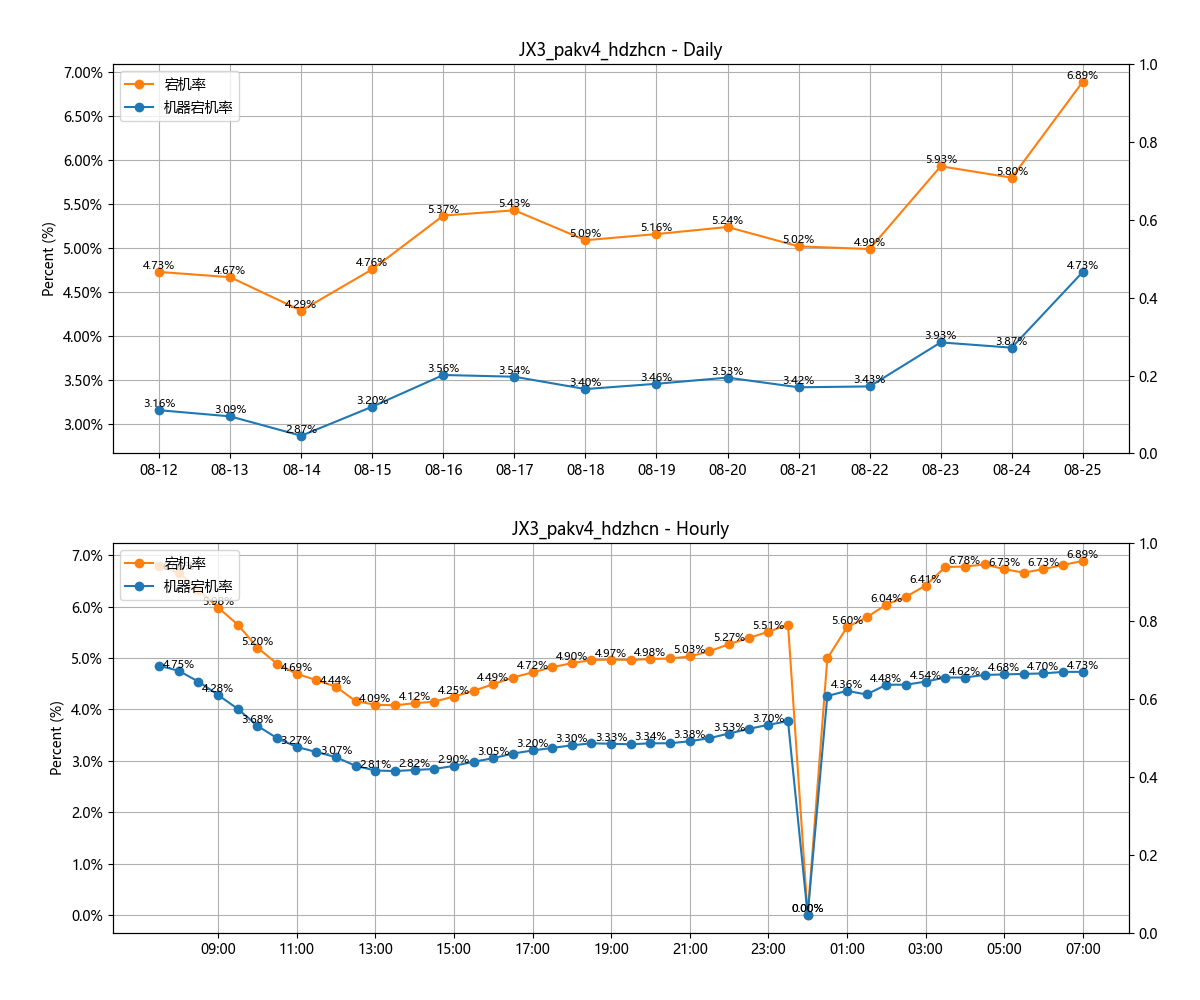 JX3_pakv4_hdzhcn - Daily
宕机率
机器宕机率
Percent (%)
7.00%
6.50%
6.00%
5.50%
5.00%
4.50%
4.00%
3.50%
3.00%
1.0
0.8
0.6
0.4
0.2
0.0
4.73% 4.67% 4.29% 4.76% 5.37% 5.43% 5.09% 5.16% 5.24% 5.02% 4.99% 5.93% 5.80% 6.89%
3.16% 3.09% 2.87% 3.20% 3.56% 3.54% 3.40% 3.46% 3.53% 3.42% 3.43% 3.93% 3.87% 4.73%
08-12 08-13 08-14 08-15 08-16 08-17 08-18 08-19 08-20 08-21 08-22 08-23 08-24 08-25
JX3_pakv4_hdzhcn - Hourly
宕机率
机器宕机率
Percent (%)
7.0%
6.0%
5.0%
4.0%
3.0%
2.0%
1.0%
0.0%
1.0
0.8
0.6
0.4
0.2
0.0
5.98% 5.20% 4.69% 4.44% 4.09% 4.12% 4.25% 4.49% 4.72% 4.90% 4.97% 4.98% 5.03% 5.27% 5.51% 0.00% 5.60% 6.04% 6.41% 6.78% 6.73% 6.73% 6.89%
4.75% 4.28% 3.68% 3.27% 3.07% 2.81% 2.82% 2.90% 3.05% 3.20% 3.30% 3.33% 3.34% 3.38% 3.53% 3.70% 0.00% 4.36% 4.48% 4.54% 4.62% 4.68% 4.70% 4.73%
09:00 11:00 13:00 15:00 17:00 19:00 21:00 23:00 01:00 03:00 05:00 07:00